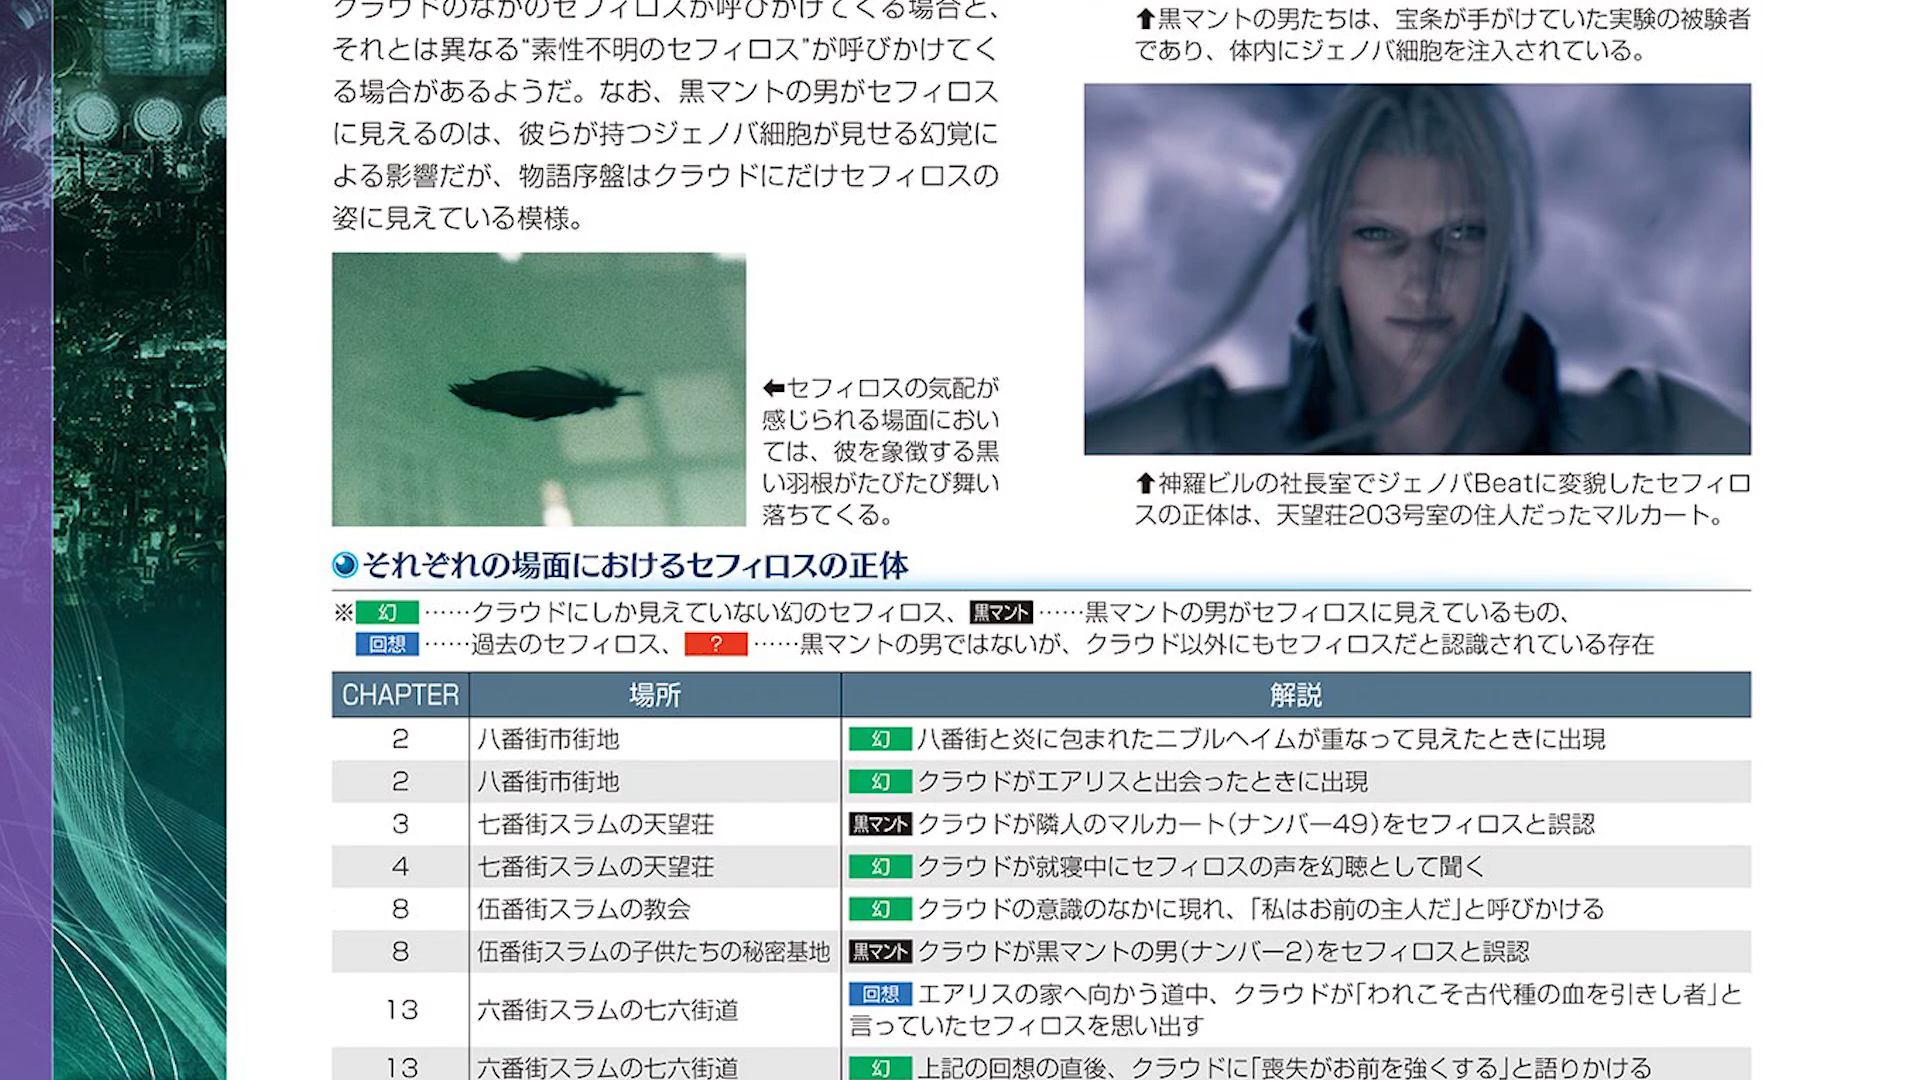 クラウドのなかのセフィロスが呼びかけてくる場合と、
それとは異なる“素性不明のセフィロス”が呼びかけてく
る場合があるようだ。なお、黒マントの男がセフィロス
に見えるのは、彼らが持つジェノバ細胞が見せる幻覚に
よる影響だが、物語序盤はクラウドにだけセフィロスの
姿に見えている模様。
⬅セフィロスの気配が
感じられる場面におい
ては、彼を象徴する黒
い羽根がたびたび舞い
落ちてくる。
⬆黒マントの男たちは、宝条が手がけていた実験の被験者
であり、体内にジェノバ細胞を注入されている。
⬆神羅ビルの社長室でジェノバBeatに変貌したセフィロ
スの正体は、天望荘203号室の住人だったマルカート。
それぞれの場面におけるセフィロスの正体
※ 幻 ……クラウドにしか見えていない幻のセフィロス、 黒マント ……黒マントの男がセフィロスに見えているもの、
回想 ……過去のセフィロス、 ? ……黒マントの男ではないが、クラウド以外にもセフィロスだと認識されている存在
CHAPTER 場所 解説
2 八番街市街地 幻 八番街と炎に包まれたニブルヘイムが重なって見えたときに出現
2 八番街市街地 幻 クラウドがエアリスと出会ったときに出現
3 七番街スラムの天望荘 黒マント クラウドが隣人のマルカート(ナンバー49)をセフィロスと誤認
4 七番街スラムの天望荘 幻 クラウドが就寝中にセフィロスの声を幻聴として聞く
8 伍番街スラムの教会 幻 クラウドの意識のなかに現れ、「私はお前の主人だ」と呼びかける
8 伍番街スラムの子供たちの秘密基地 黒マント クラウドが黒マントの男(ナンバー2)をセフィロスと誤認
13 六番街スラムの七六街道 回想 エアリスの家へ向かう道中、クラウドが「われこそ古代種の血を引きし者」と
言っていたセフィロスを思い出す
13 六番街スラムの七六街道 幻 上記の回想の直後、クラウドに「喪失がお前を強くする」と語りかける